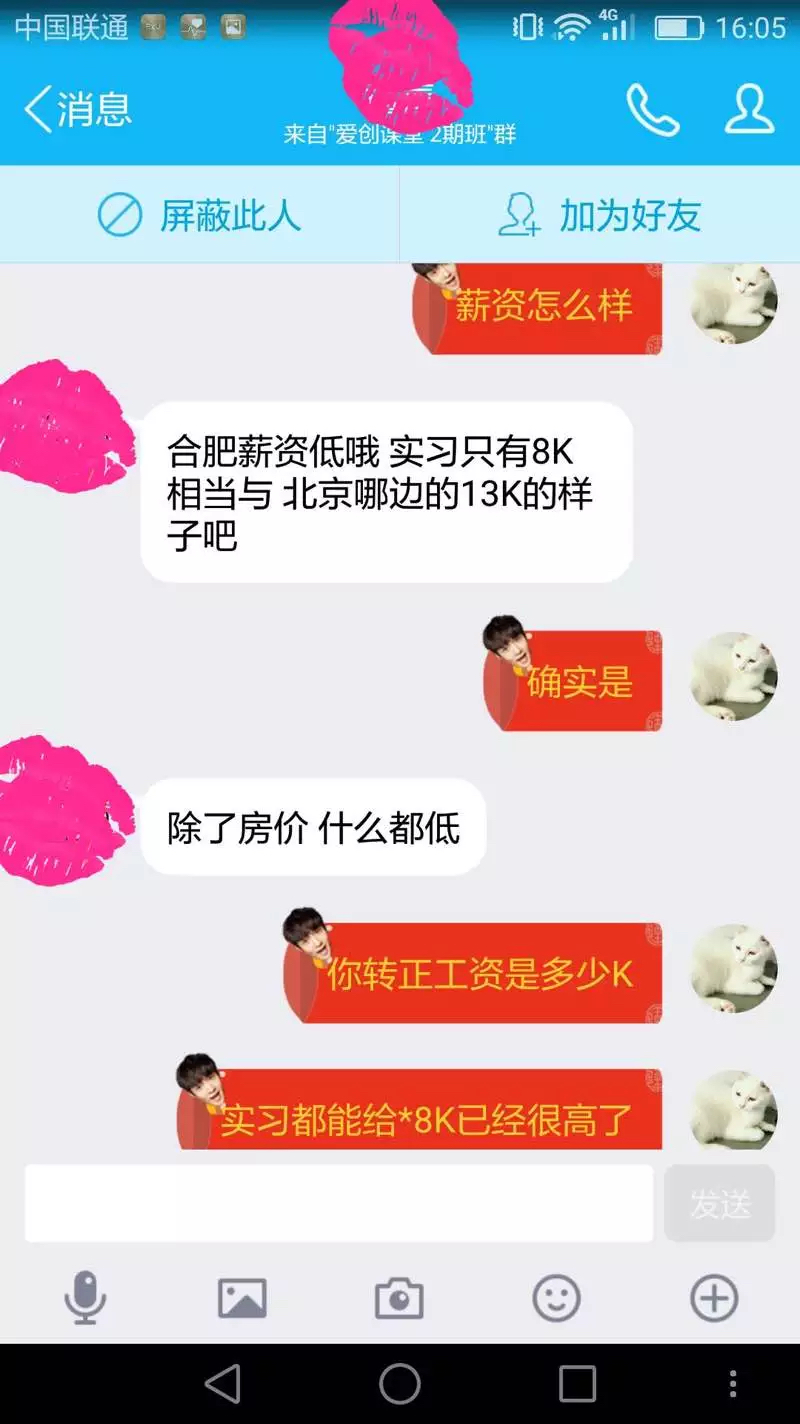 中国联通
4G
16:05
消息
来自"爱创课堂 2期班"群
屏蔽此人
加为好友
薪资怎么样
合肥薪资低哦 实习只有8K
相当与 北京哪边的13K的样
子吧
确实是
除了房价 什么都低
你转正工资是多少K
实习都能给*8K已经很高了
发送